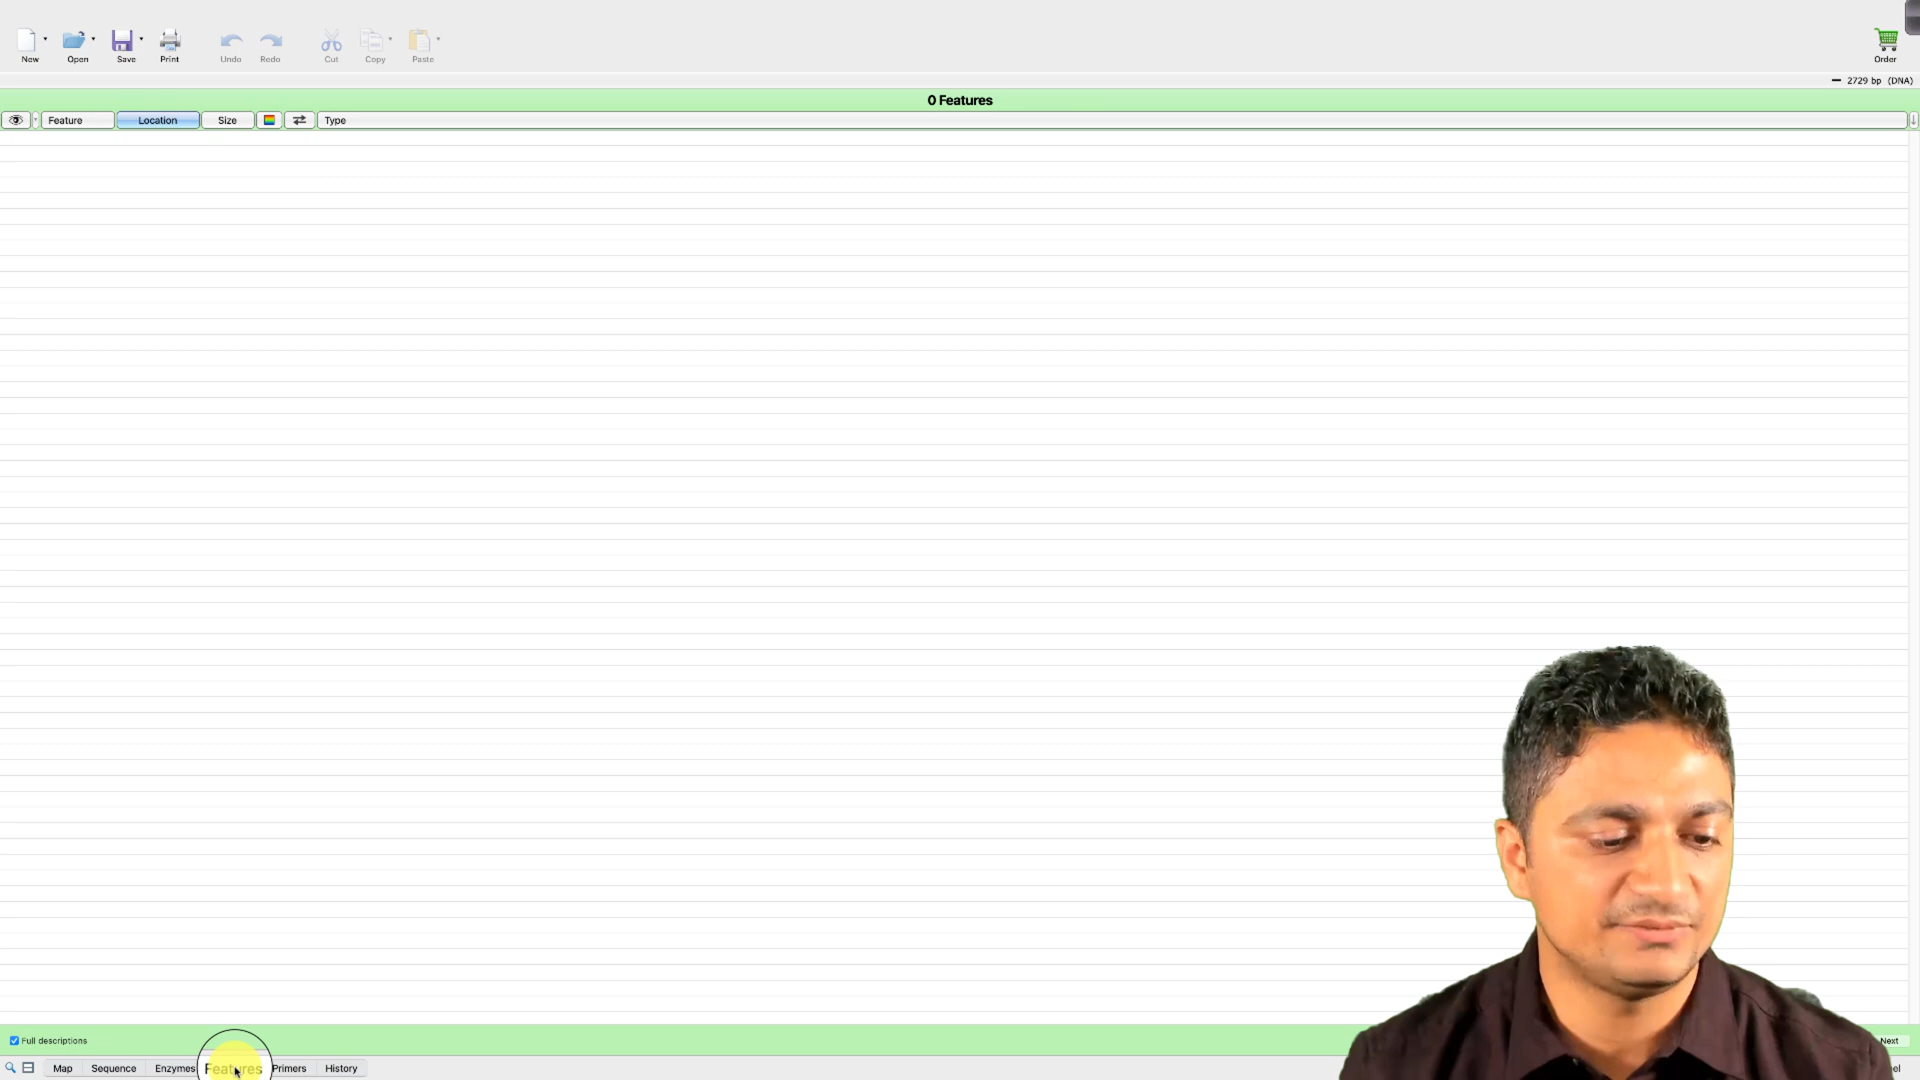 New Open Save Print Undo Redo Cut Copy Paste Order
2729 bp (DNA)
0 Features
Feature Location Size Type
Full descriptions Next
Map Sequence Enzymes Features Primers History